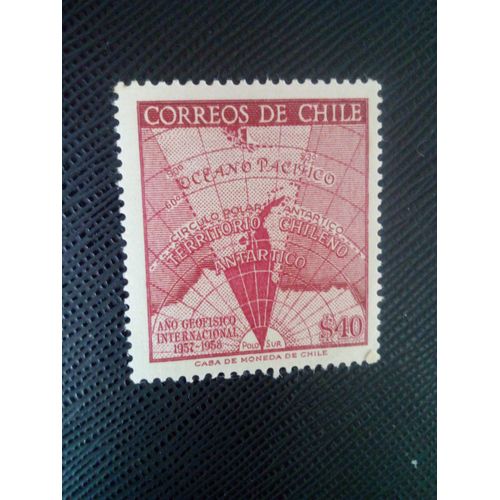 CORREOS DE CHILE
OCEANO PACIFICO
CIRCULO POLAR ANTARTICO
TERRITORIO CHILENO
ANTARTICO
AÑO GEOFISICO
INTERNACIONAL
1957-1958
$40
POLO SUR
CASA DE MONEDA DE CHILE